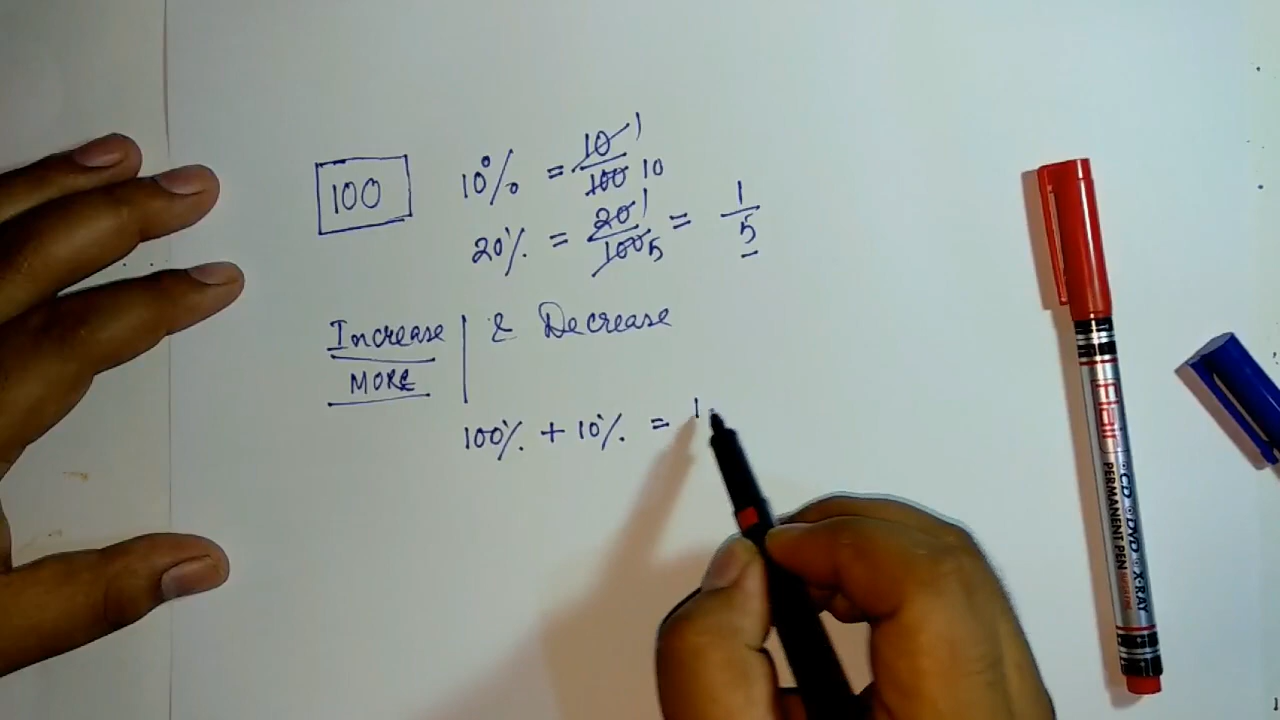 100
10% = 10/100 1 10
20% = 20/100 1 5 = 1/5
Increase & Decrease
MORE
100% + 10% = 1
Flair
CD DVD X-RAY
PERMANENT PEN